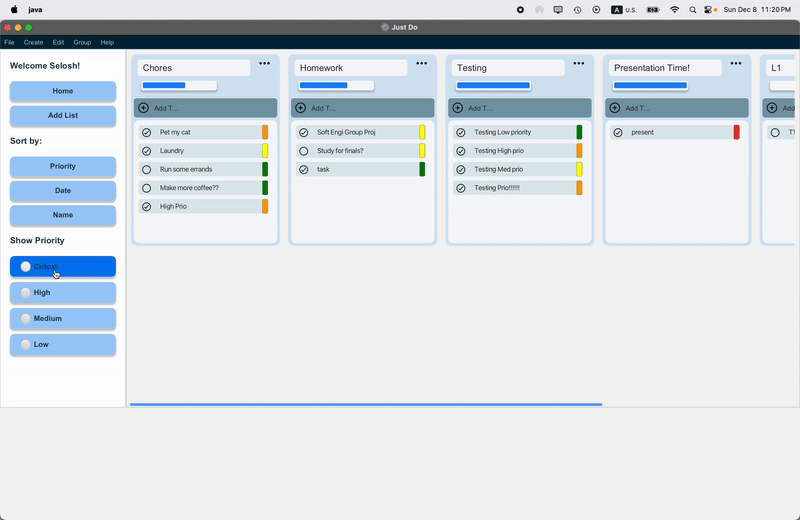 java
A U.S.
Sun Dec 8 11:20 PM
Just Do
File Create Edit Group Help
Welcome Selosh!
Home
Add List
Sort by:
Priority
Date
Name
Show Priority
Critical
High
Medium
Low
Chores
Add T...
Pet my cat
Laundry
Run some errands
Make more coffee??
High Prio
Homework
Add T...
Soft Engi Group Proj
Study for finals?
task
Testing
Add T...
Testing Low priority
Testing High prio
Testing Med prio
Testing Prio!!!!!!
Presentation Time!
Add T...
present
L1
Add